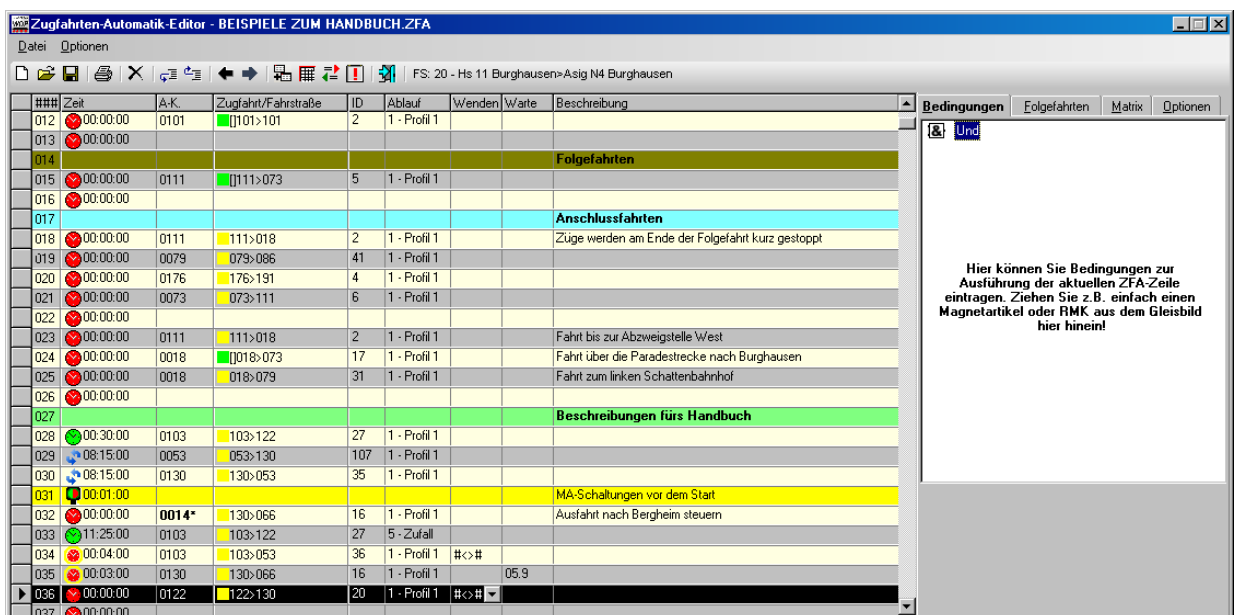 Zugfahrten-Automatik-Editor - BEISPIELE ZUM HANDBUCH.ZFA
Datei Optionen
FS: 20 - Hs 11 Burghausen>Asig N4 Burghausen
### Zeit A-K. Zugfahrt/Fahrstraße ID Ablauf Wenden Warte Beschreibung
012 00:00:00 0101 []101>101 2 1 - Profil 1
013 00:00:00
014 Folgefahrten
015 00:00:00 0111 []111>073 5 1 - Profil 1
016 00:00:00
017 Anschlussfahrten
018 00:00:00 0111 111>018 2 1 - Profil 1 Züge werden am Ende der Folgefahrt kurz gestoppt
019 00:00:00 0079 079>086 41 1 - Profil 1
020 00:00:00 0176 176>191 4 1 - Profil 1
021 00:00:00 0073 073>111 6 1 - Profil 1
022 00:00:00
023 00:00:00 0111 111>018 2 1 - Profil 1 Fahrt bis zur Abzweigstelle West
024 00:00:00 0018 []018>073 17 1 - Profil 1 Fahrt über die Paradestrecke nach Burghausen
025 00:00:00 0018 018>079 31 1 - Profil 1 Fahrt zum linken Schattenbahnhof
026 00:00:00
027 Beschreibungen fürs Handbuch
028 00:30:00 0103 103>122 27 1 - Profil 1
029 08:15:00 0053 053>130 107 1 - Profil 1
030 08:15:00 0130 130>053 35 1 - Profil 1
031 00:01:00 MA-Schaltungen vor dem Start
032 00:00:00 0014* 130>066 16 1 - Profil 1 Ausfahrt nach Bergheim steuern
033 11:25:00 0103 103>122 27 5 - Zufall
034 00:04:00 0103 103>053 36 1 - Profil 1 #<>#
035 00:03:00 0130 130>066 16 1 - Profil 1 05.9
036 00:00:00 0122 122>130 20 1 - Profil 1 #<>#
037 00:00:00
Bedingungen Folgefahrten Matrix Optionen
& Und
Hier können Sie Bedingungen zur
Ausführung der aktuellen ZFA-Zeile
eintragen. Ziehen Sie z.B. einfach einen
Magnetartikel oder RMK aus dem Gleisbild
hier hinein!